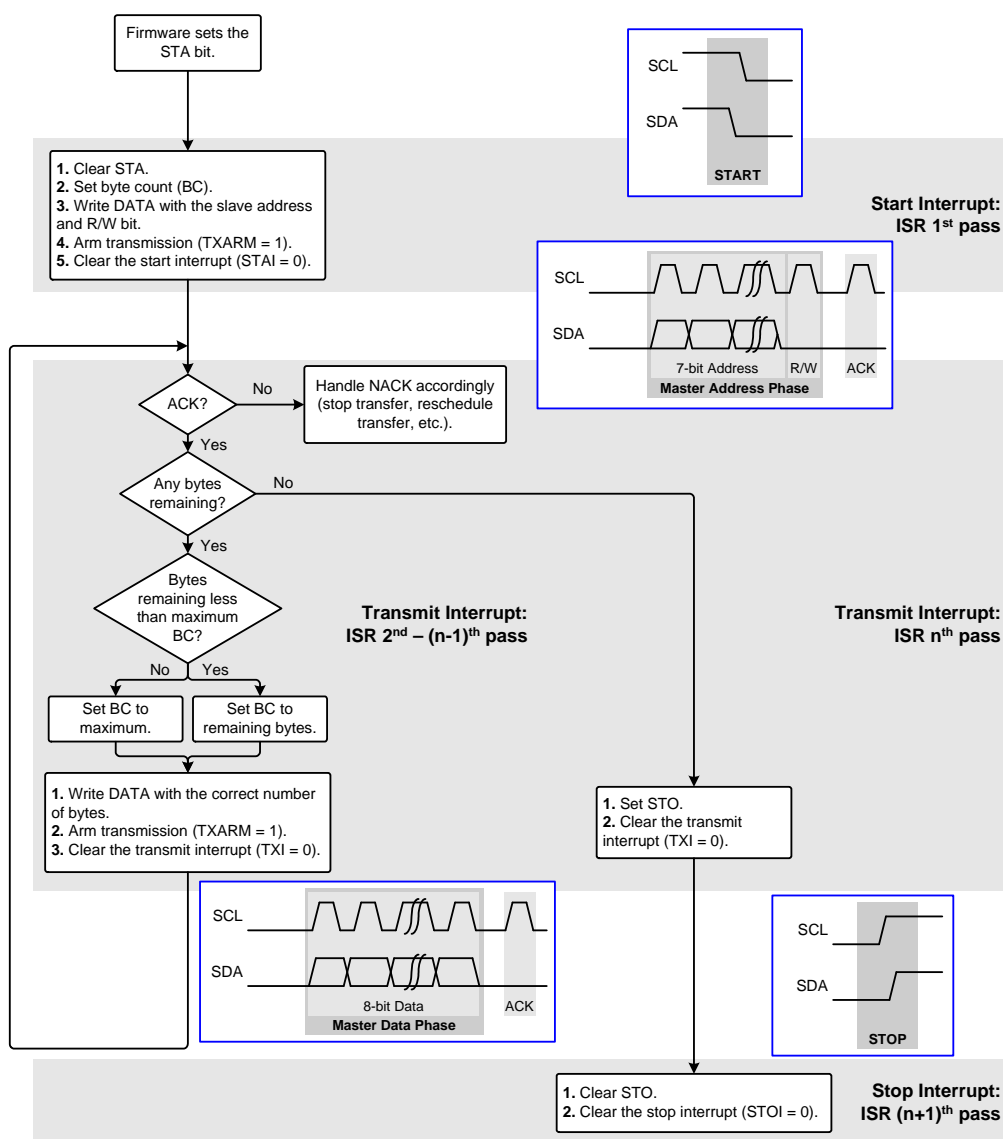 Firmware sets the
STA bit.
SCL
SDA
START
1. Clear STA.
2. Set byte count (BC).
3. Write DATA with the slave address
and R/W bit.
4. Arm transmission (TXARM = 1).
5. Clear the start interrupt (STAI = 0).
Start Interrupt:
ISR 1st pass
SCL
SDA
7-bit Address
R/W
ACK
Master Address Phase
ACK?
No
Handle NACK accordingly
(stop transfer, reschedule
transfer, etc.).
Yes
Any bytes
remaining?
No
Yes
Bytes
remaining less
than maximum
BC?
Transmit Interrupt:
ISR 2nd – (n-1)th pass
Transmit Interrupt:
ISR nth pass
No
Yes
Set BC to
maximum.
Set BC to
remaining bytes.
1. Write DATA with the correct number
of bytes.
2. Arm transmission (TXARM = 1).
3. Clear the transmit interrupt (TXI = 0).
1. Set STO.
2. Clear the transmit
interrupt (TXI = 0).
SCL
SDA
8-bit Data
ACK
Master Data Phase
SCL
SDA
STOP
1. Clear STO.
2. Clear the stop interrupt (STOI = 0).
Stop Interrupt:
ISR (n+1)th pass